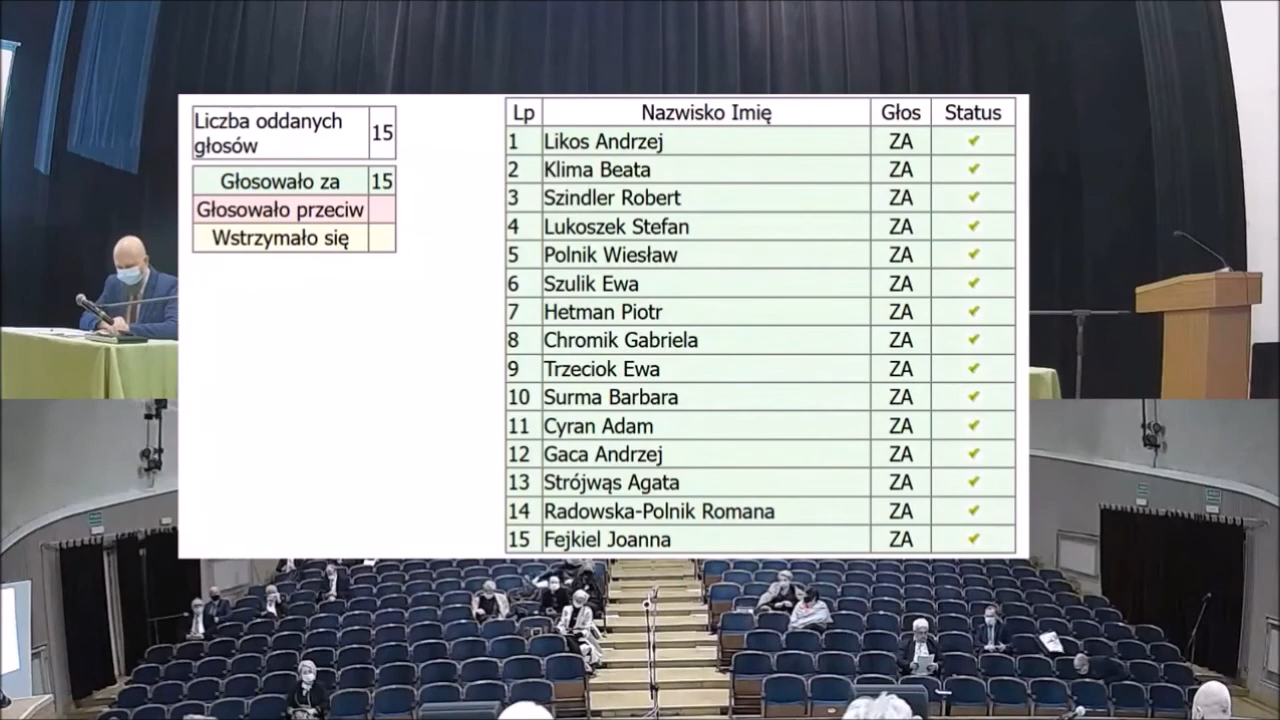 Liczba oddanych głosów 15
Głosowało za 15
Głosowało przeciw
Wstrzymało się
Lp Nazwisko Imię Głos Status
1 Likos Andrzej ZA
2 Klima Beata ZA
3 Szindler Robert ZA
4 Lukoszek Stefan ZA
5 Polnik Wiesław ZA
6 Szulik Ewa ZA
7 Hetman Piotr ZA
8 Chromik Gabriela ZA
9 Trzeciok Ewa ZA
10 Surma Barbara ZA
11 Cyran Adam ZA
12 Gaca Andrzej ZA
13 Strójwąs Agata ZA
14 Radowska-Polnik Romana ZA
15 Fejkiel Joanna ZA